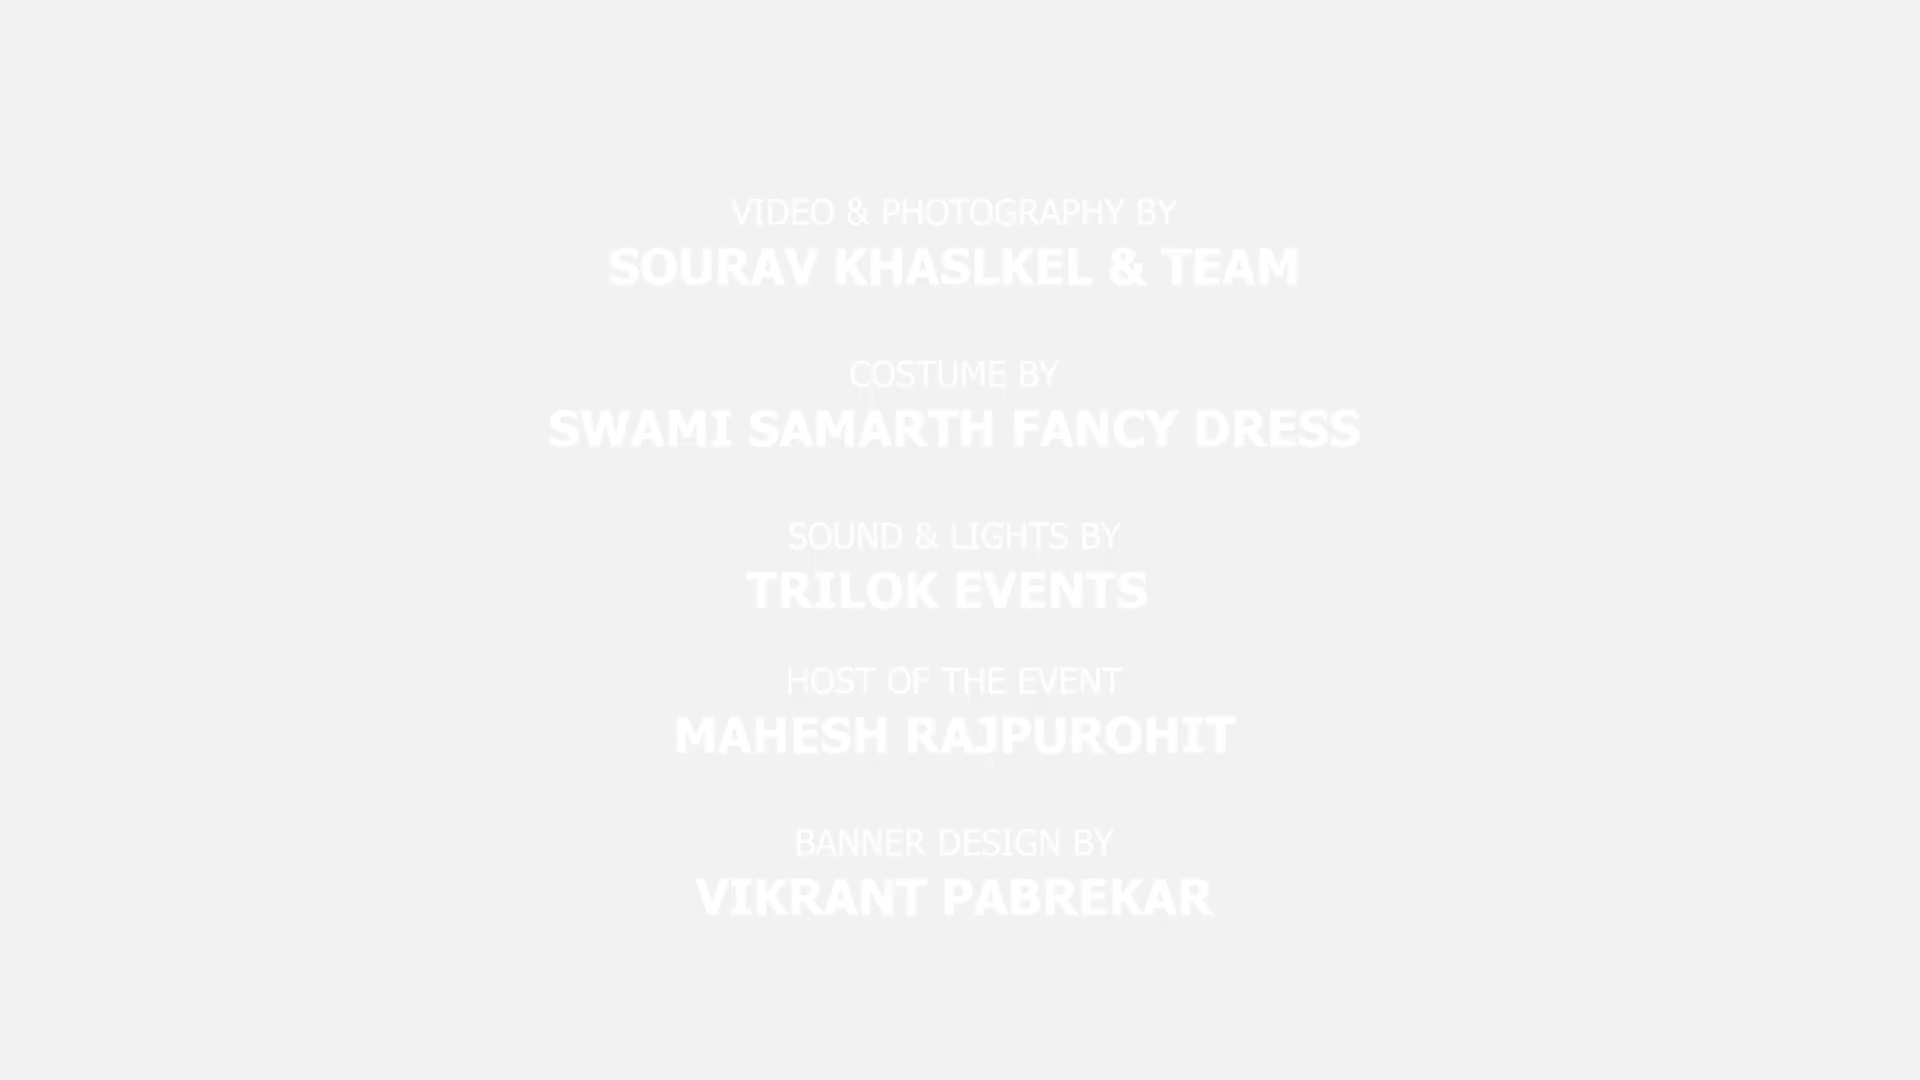 VIDEO & PHOTOGRAPHY BY
SOURAV KHASLKEL & TEAM
COSTUME BY
SWAMI SAMARTH FANCY DRESS
SOUND & LIGHTS BY
TRILOK EVENTS
HOST OF THE EVENT
MAHESH RAJPUROHIT
BANNER DESIGN BY
VIKRANT PABREKAR